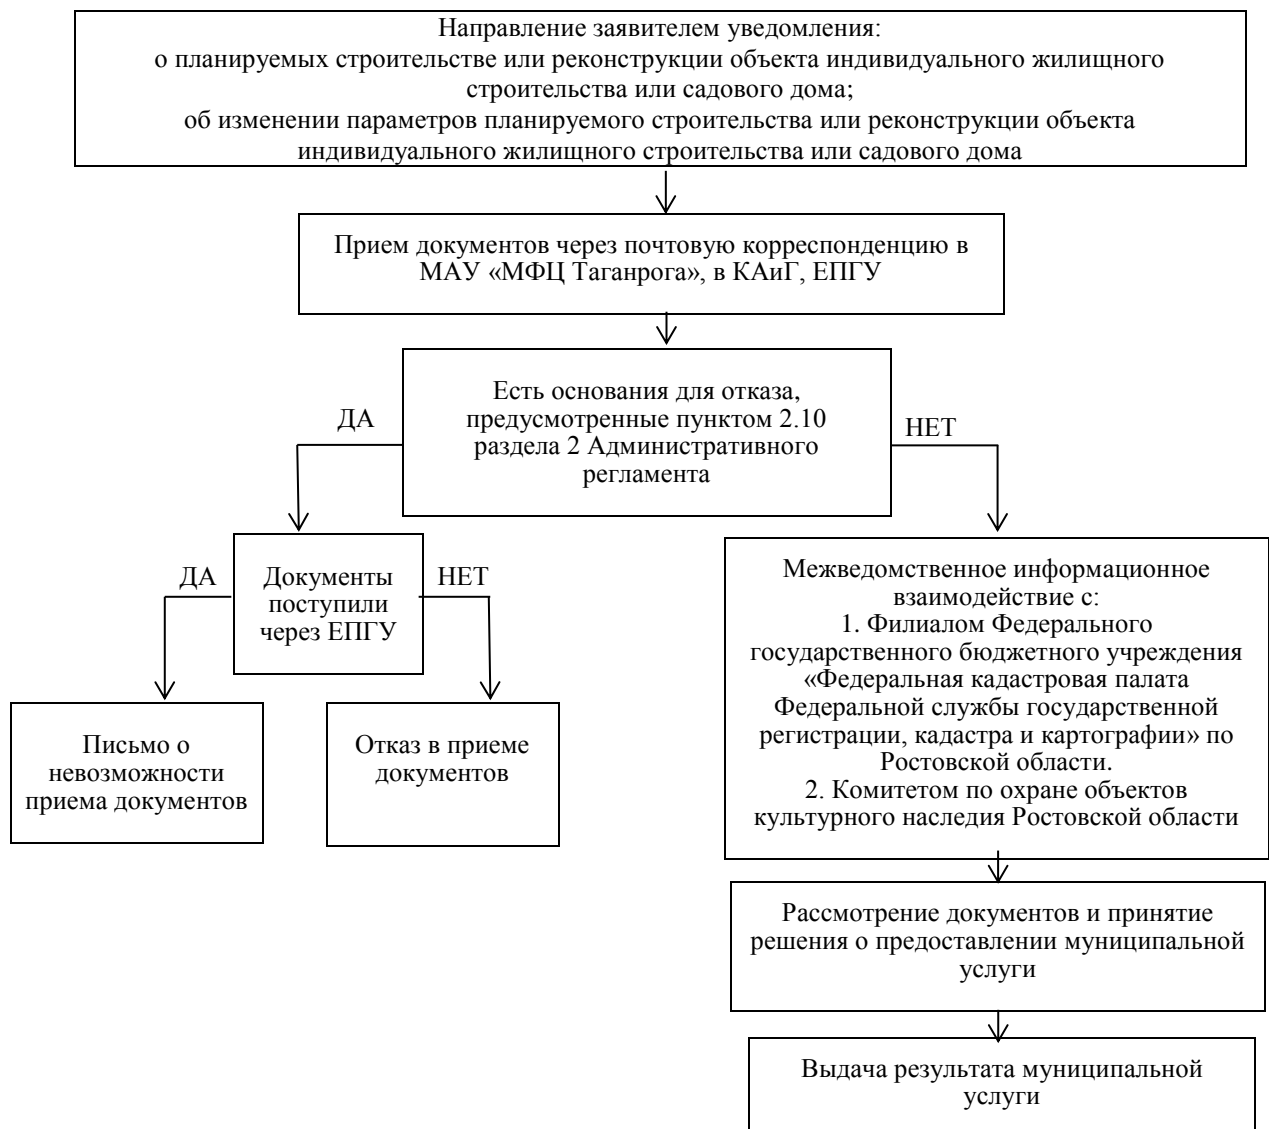 Направление заявителем уведомления:
о планируемых строительстве или реконструкции объекта индивидуального жилищного
строительства или садового дома;
об изменении параметров планируемого строительства или реконструкции объекта
индивидуального жилищного строительства или садового дома
Прием документов через почтовую корреспонденцию в
МАУ «МФЦ Таганрога», в КАиГ, ЕПГУ
Есть основания для отказа,
предусмотренные пунктом 2.10
раздела 2 Административного
регламента
ДА
НЕТ
Документы
поступили
через ЕПГУ
ДА
НЕТ
Письмо о
невозможности
приема документов
Отказ в приеме
документов
Межведомственное информационное
взаимодействие с:
1. Филиалом Федерального
государственного бюджетного учреждения
«Федеральная кадастровая палата
Федеральной службы государственной
регистрации, кадастра и картографии» по
Ростовской области.
2. Комитетом по охране объектов
культурного наследия Ростовской области
Рассмотрение документов и принятие
решения о предоставлении муниципальной
услуги
Выдача результата муниципальной
услуги